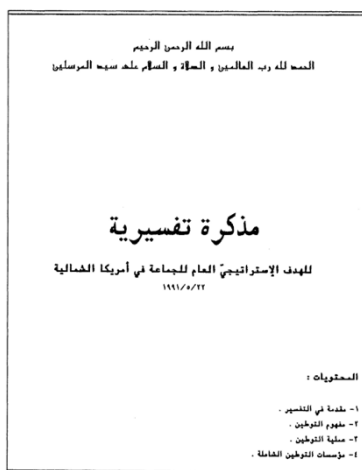 بسم الله الرحمن الرحيم
الحمد لله رب العالمين و الصلاة و السلام على سيد المرسلين
مذكرة تفسيرية
للهدف الإستراتيجيّ العام للجماعة في أمريكا الشمالية
١٩٩١/٥/٢٢
المحتويات :
١- مقدمة في التفسير .
٢- مفهوم التوطين .
٣- عملية التوطين .
٤- مؤسسات التوطين الشاملة .